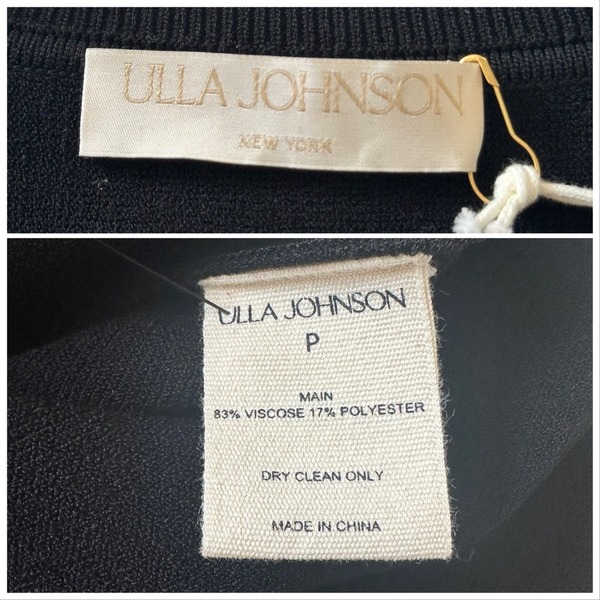 ULLA JOHNSON
NEW YORK
ULLA JOHNSON
P
MAIN
83% VISCOSE 17% POLYESTER
DRY CLEAN ONLY
MADE IN CHINA